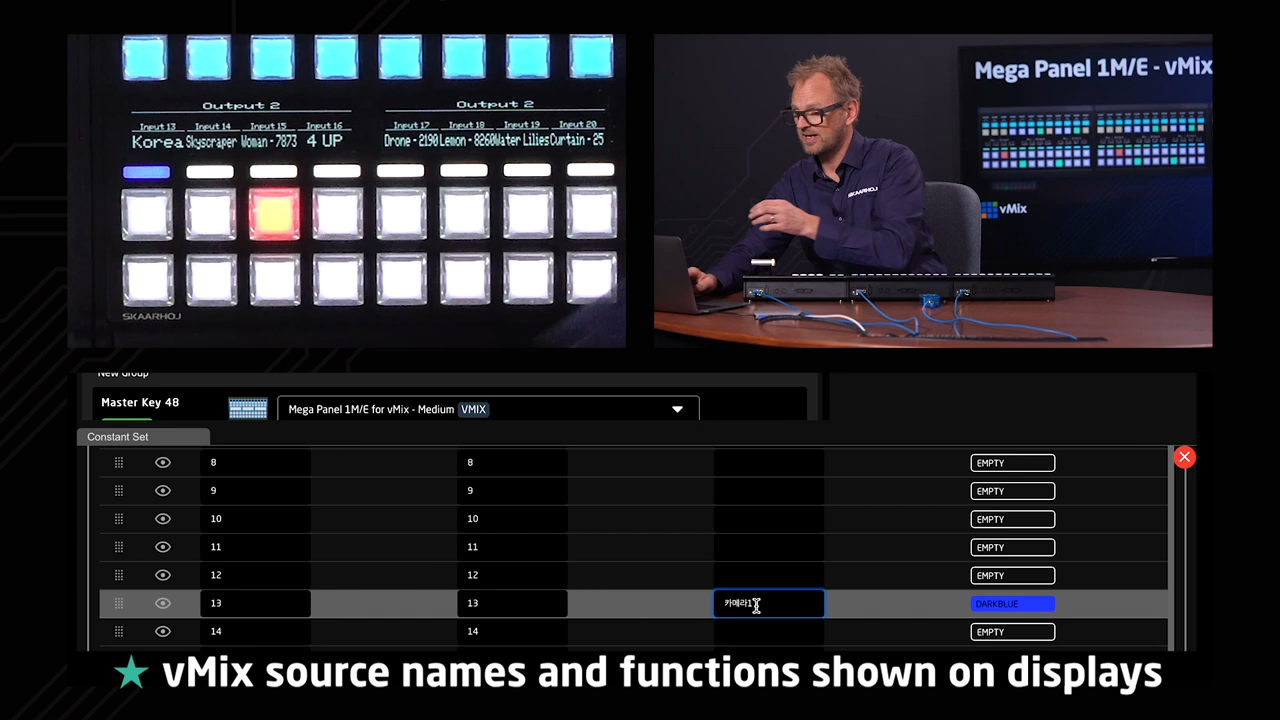 Output 2
Output 2
Input 13 Input 14 Input 15 Input 16
Input 17 Input 18 Input 19 Input 20
Korea Skyscraper Woman - 7873 4 UP
Drone - 2190 Lemon - 8260 Water Lilies Curtain - 25
SKAARHOJ
Mega Panel 1M/E - vMix
SKAARHOJ
vMix
New Group
Master Key 48
Mega Panel 1M/E for vMix - Medium VMIX
Constant Set
8 8 EMPTY
9 9 EMPTY
10 10 EMPTY
11 11 EMPTY
12 12 EMPTY
13 13 카메라1 DARKBLUE
14 14 EMPTY
vMix source names and functions shown on displays